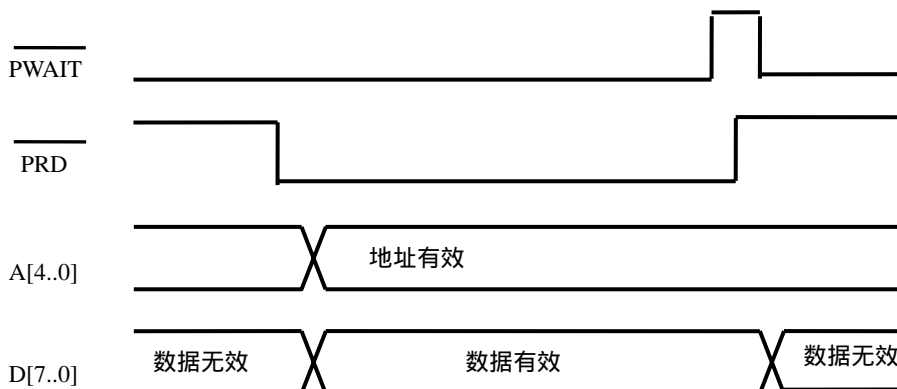 PWAIT
PRD
A[4..0]
地址有效
D[7..0]
数据无效
数据有效
数据无效